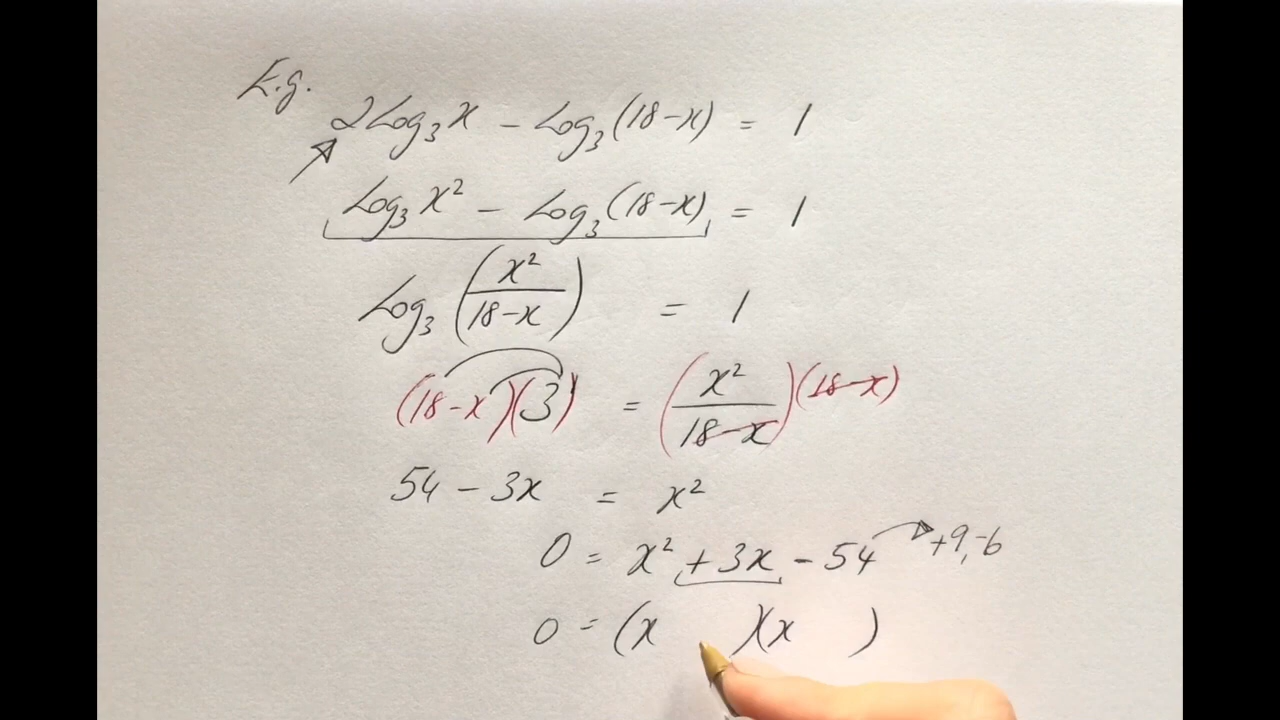 E.g.
2Log₃x - Log₃(18-x) = 1
Log₃x² - Log₃(18-x) = 1
Log₃(x²/(18-x)) = 1
(18-x)(3) = (x²/(18-x))(18-x)
54 - 3x = x²
0 = x² + 3x - 54 → +9, -6
0 = (x )(x )